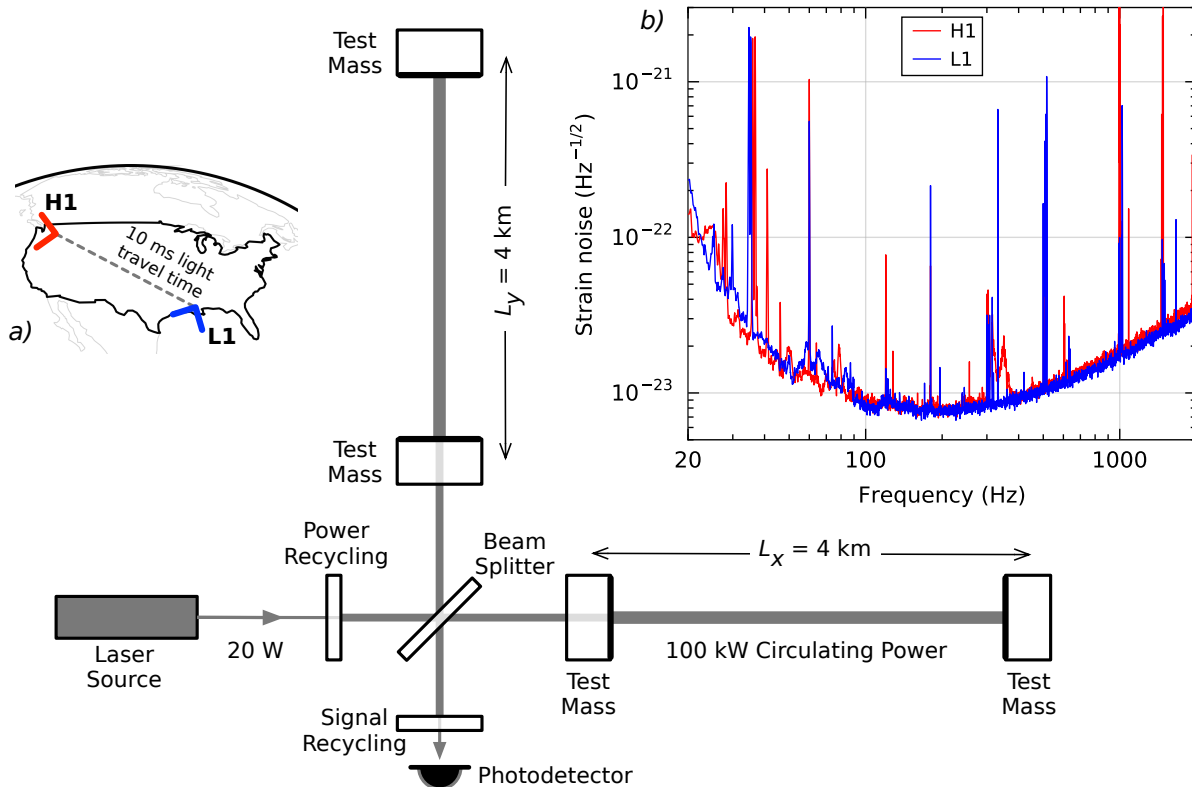 Test
Mass
b)
H1
L1
10⁻²¹
10⁻²²
10⁻²³
Strain noise (Hz⁻¹/²)
20
100
1000
Frequency (Hz)
H1
10 ms light
travel time
L1
a)
L_y = 4 km
Test
Mass
Power
Recycling
Beam
Splitter
L_x = 4 km
Laser
Source
20 W
100 kW Circulating Power
Test
Mass
Test
Mass
Signal
Recycling
Photodetector